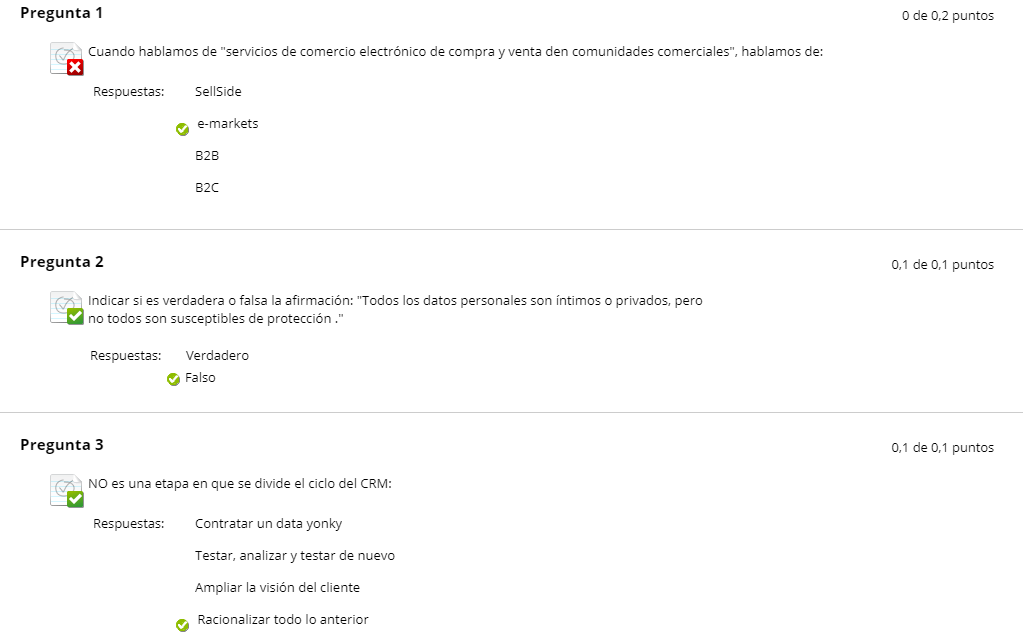 Pregunta 1
0 de 0,2 puntos
Cuando hablamos de "servicios de comercio electrónico de compra y venta den comunidades comerciales", hablamos de:
Respuestas: SellSide
e-markets
B2B
B2C
Pregunta 2
0,1 de 0,1 puntos
Indicar si es verdadera o falsa la afirmación: "Todos los datos personales son íntimos o privados, pero
no todos son susceptibles de protección ."
Respuestas: Verdadero
Falso
Pregunta 3
0,1 de 0,1 puntos
NO es una etapa en que se divide el ciclo del CRM:
Respuestas: Contratar un data yonky
Testar, analizar y testar de nuevo
Ampliar la visión del cliente
Racionalizar todo lo anterior